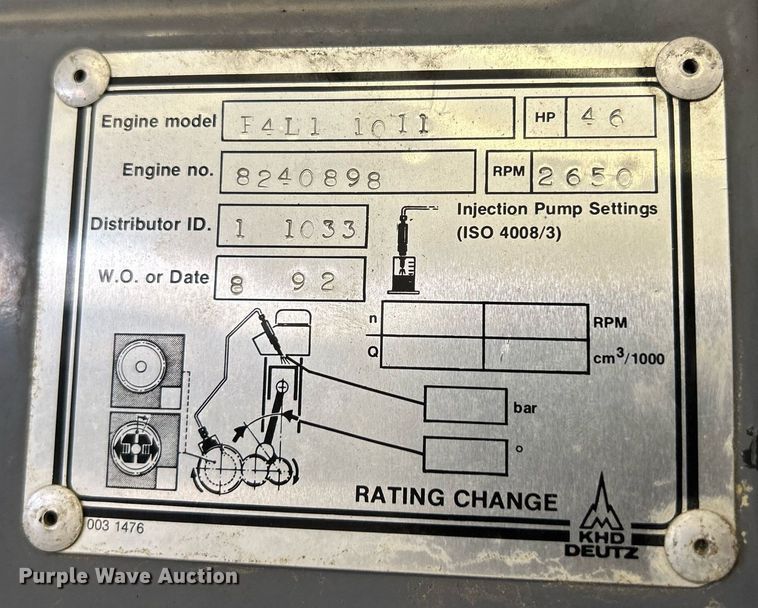 Engine model F4L1 1011 HP 46
Engine no. 8240898 RPM 2650
Distributor ID. 1 1033 Injection Pump Settings
(ISO 4008/3)
W.O. or Date 8 92
n RPM
Q cm³/1000
bar
°
RATING CHANGE
KHD
DEUTZ
003 1476
Purple Wave Auction